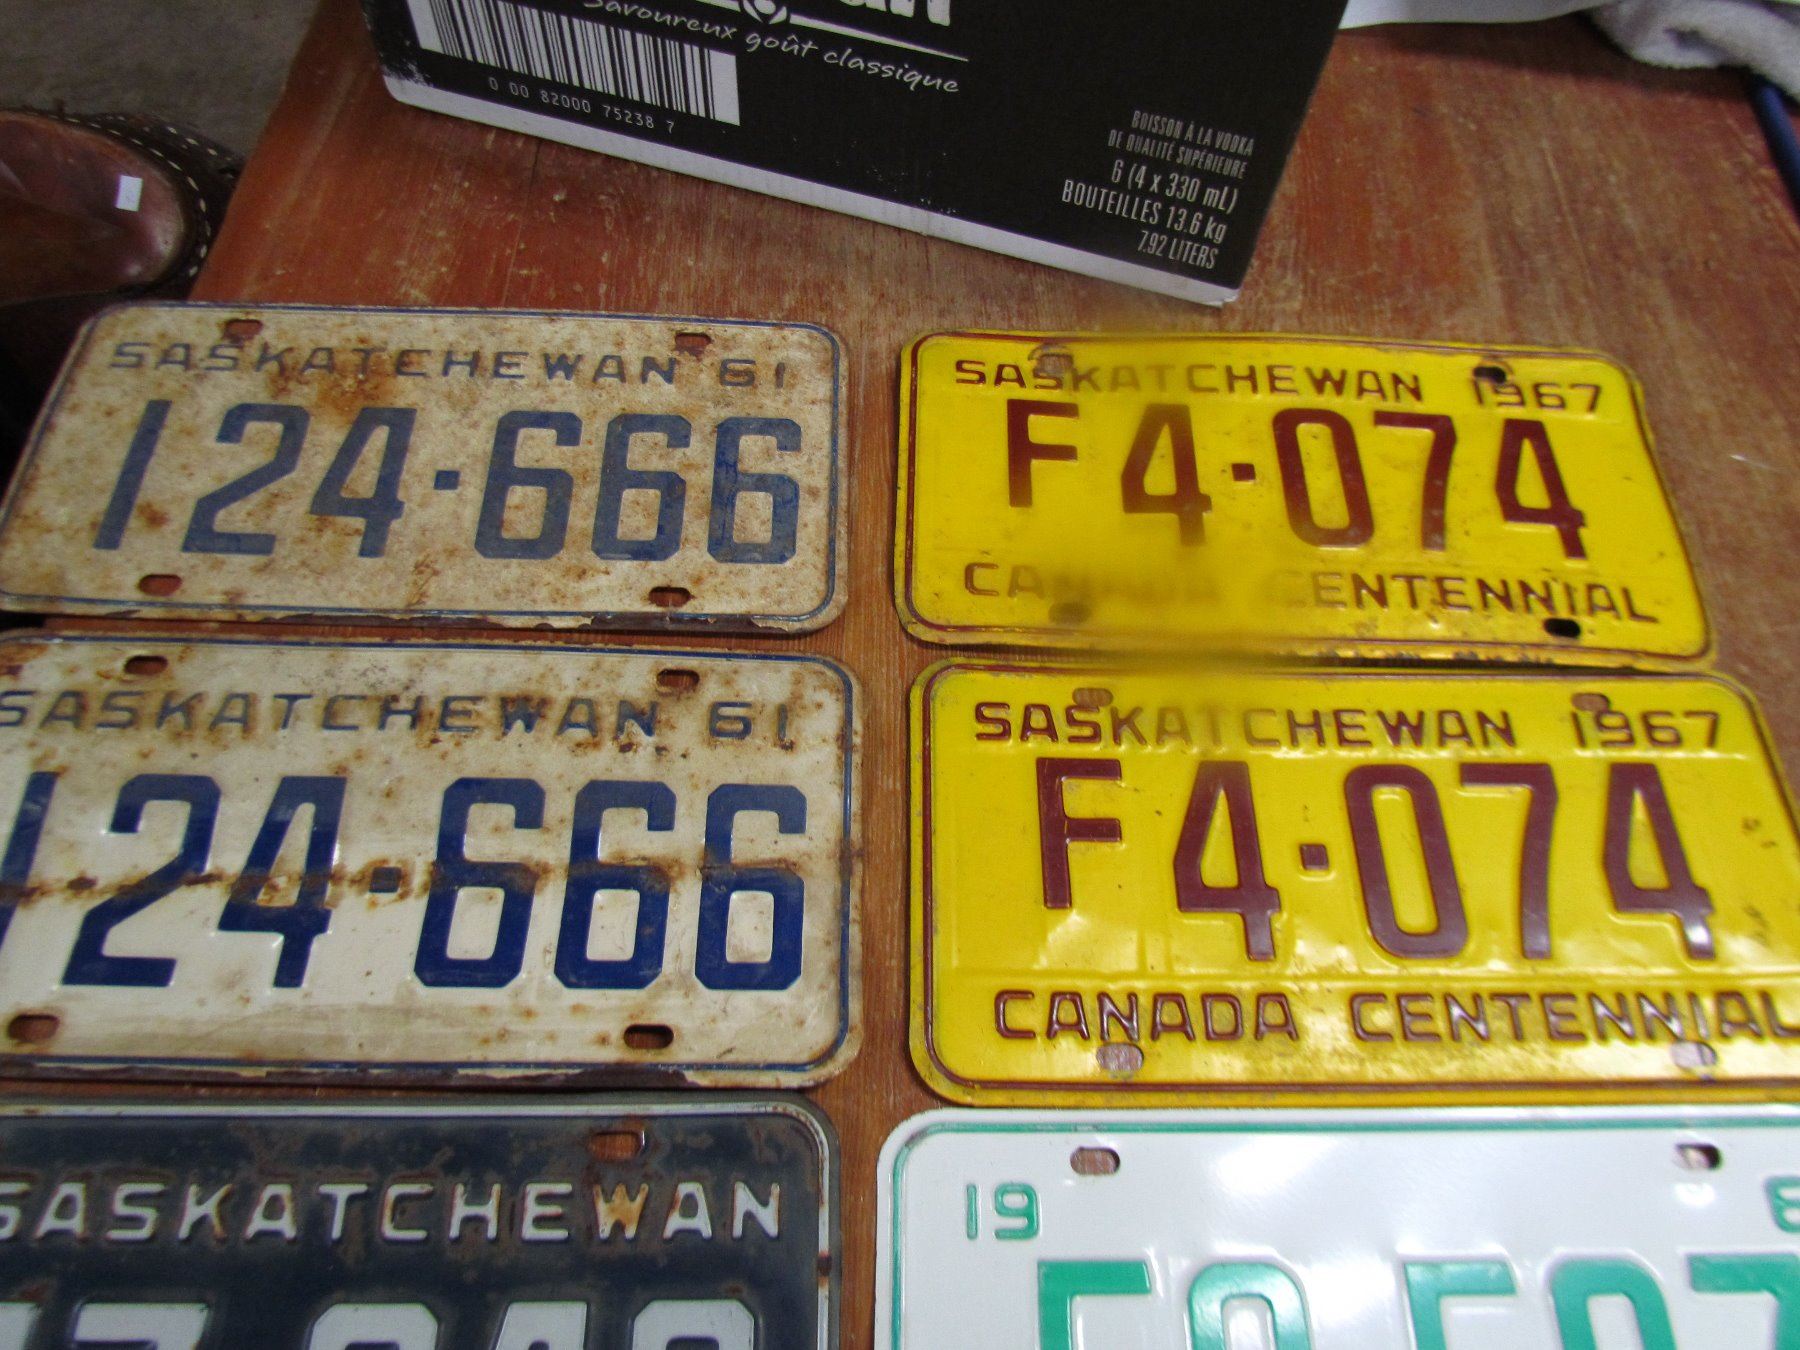 Savoureux goût classique
0 00 82000 75238 7
BOISSON À LA VODKA
DE QUALITÉ SUPÉRIEURE
6 (4 x 330 mL)
BOUTEILLES 13.6 kg
7.92 LITERS
SASKATCHEWAN 61
124·666
SASKATCHEWAN 1967
F4·074
CANADA CENTENNIAL
SASKATCHEWAN 61
124·666
SASKATCHEWAN 1967
F4·074
CANADA CENTENNIAL
SASKATCHEWAN
19